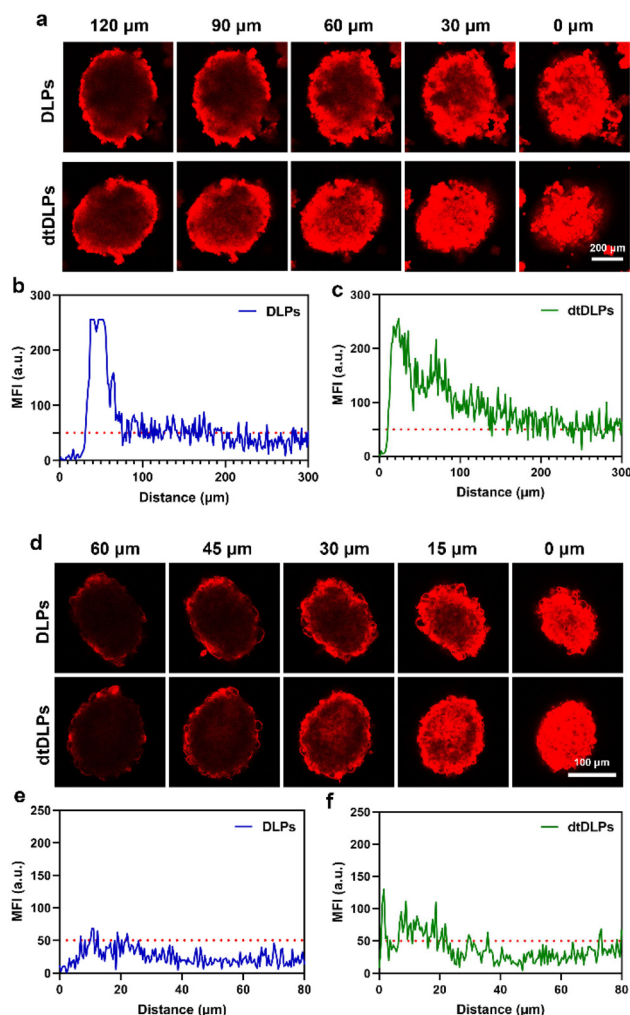 a
120 μm 90 μm 60 μm 30 μm 0 μm
DLPs
dtDLPs
200 μm
b
300
200
100
0
MFI (a.u.)
DLPs
0 100 200 300
Distance (μm)
c
300
200
100
0
MFI (a.u.)
dtDLPs
0 100 200 300
Distance (μm)
d
60 μm 45 μm 30 μm 15 μm 0 μm
DLPs
dtDLPs
100 μm
e
250
200
150
100
50
0
MFI (a.u.)
DLPs
0 20 40 60 80
Distance (μm)
f
250
200
150
100
50
0
MFI (a.u.)
dtDLPs
0 20 40 60 80
Distance (μm)